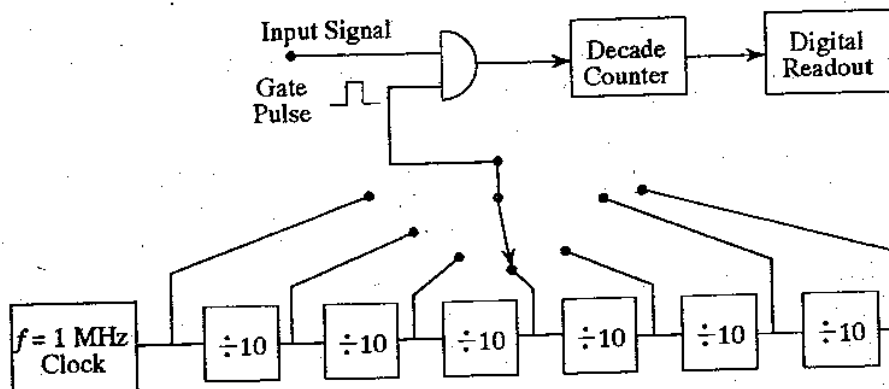 Input Signal
Gate
Pulse
Decade
Counter
Digital
Readout
f = 1 MHz
Clock
÷10
÷10
÷10
÷10
÷10
÷10